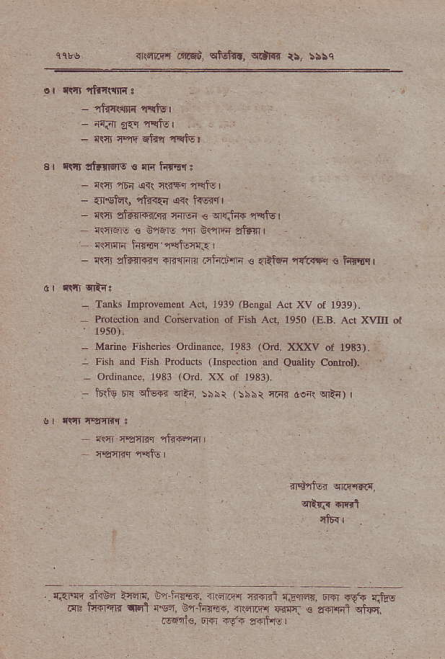 ৭৭৮৬ বাংলাদেশ গেজেট, অতিরিক্ত, অক্টোবর ২৯, ১৯৯৭
৩। মৎস্য পরিসংখ্যান ঃ
— পরিসংখ্যান পদ্ধতি।
— নমুনা গ্রহণ পদ্ধতি।
— মৎস্য সম্পদ জরিপ পদ্ধতি।
৪। মৎস্য প্রক্রিয়াজাত ও মান নিয়ন্ত্রণ ঃ
— মৎস্য পচন এবং সংরক্ষণ পদ্ধতি।
— হ্যান্ডলিং, পরিবহন এবং বিতরণ।
— মৎস্য প্রক্রিয়াকরণের সনাতন ও আধুনিক পদ্ধতি।
— মৎস্যজাত ও উপজাত পণ্য উৎপাদন প্রক্রিয়া।
— মৎস্যমান নিয়ন্ত্রণ পদ্ধতিসমূহ।
— মৎস্য প্রক্রিয়াকরণ কারখানায় সেনিটেশান ও হাইজিন পর্যবেক্ষণ ও নিয়ন্ত্রণ।
৫। মৎস্য আইন ঃ
— Tanks Improvement Act, 1939 (Bengal Act XV of 1939).
— Protection and Corservation of Fish Act, 1950 (E.B. Act XVIII of
1950).
— Marine Fisheries Ordinance, 1983 (Ord. XXXV of 1983).
— Fish and Fish Products (Inspection and Quality Control).
— Ordinance, 1983 (Ord. XX of 1983).
— চিংড়ি চাষ অভিকর আইন, ১৯৯২ (১৯৯২ সনের ৫৩নং আইন)।
৬। মৎস্য সম্প্রসারণ ঃ
— মৎস্য সম্প্রসারণ পরিকল্পনা।
— সম্প্রসারণ পদ্ধতি।
রাষ্ট্রপতির আদেশক্রমে,
আইয়ুব কাদরী
সচিব।
মুহাম্মদ রবিউল ইসলাম, উপ-নিয়ন্ত্রক, বাংলাদেশ সরকারী মুদ্রণালয়, ঢাকা কর্তৃক মুদ্রিত
মোঃ সিকান্দার আলী মণ্ডল, উপ-নিয়ন্ত্রক, বাংলাদেশ ফরমস্ ও প্রকাশনী অফিস,
তেজগাঁও, ঢাকা কর্তৃক প্রকাশিত।